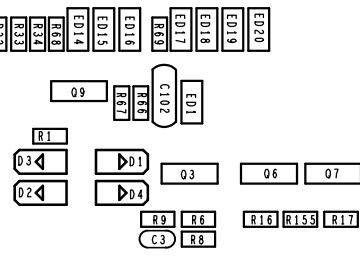 R33 R34 R68 ED14 ED15 ED16 R69 ED17 ED18 ED19 ED20
Q9 R67 R66 C102 ED1
R1
D3 D1
Q3 Q6 Q7
D2 D4
R9 R6 R16 R155 R17
C3 R8